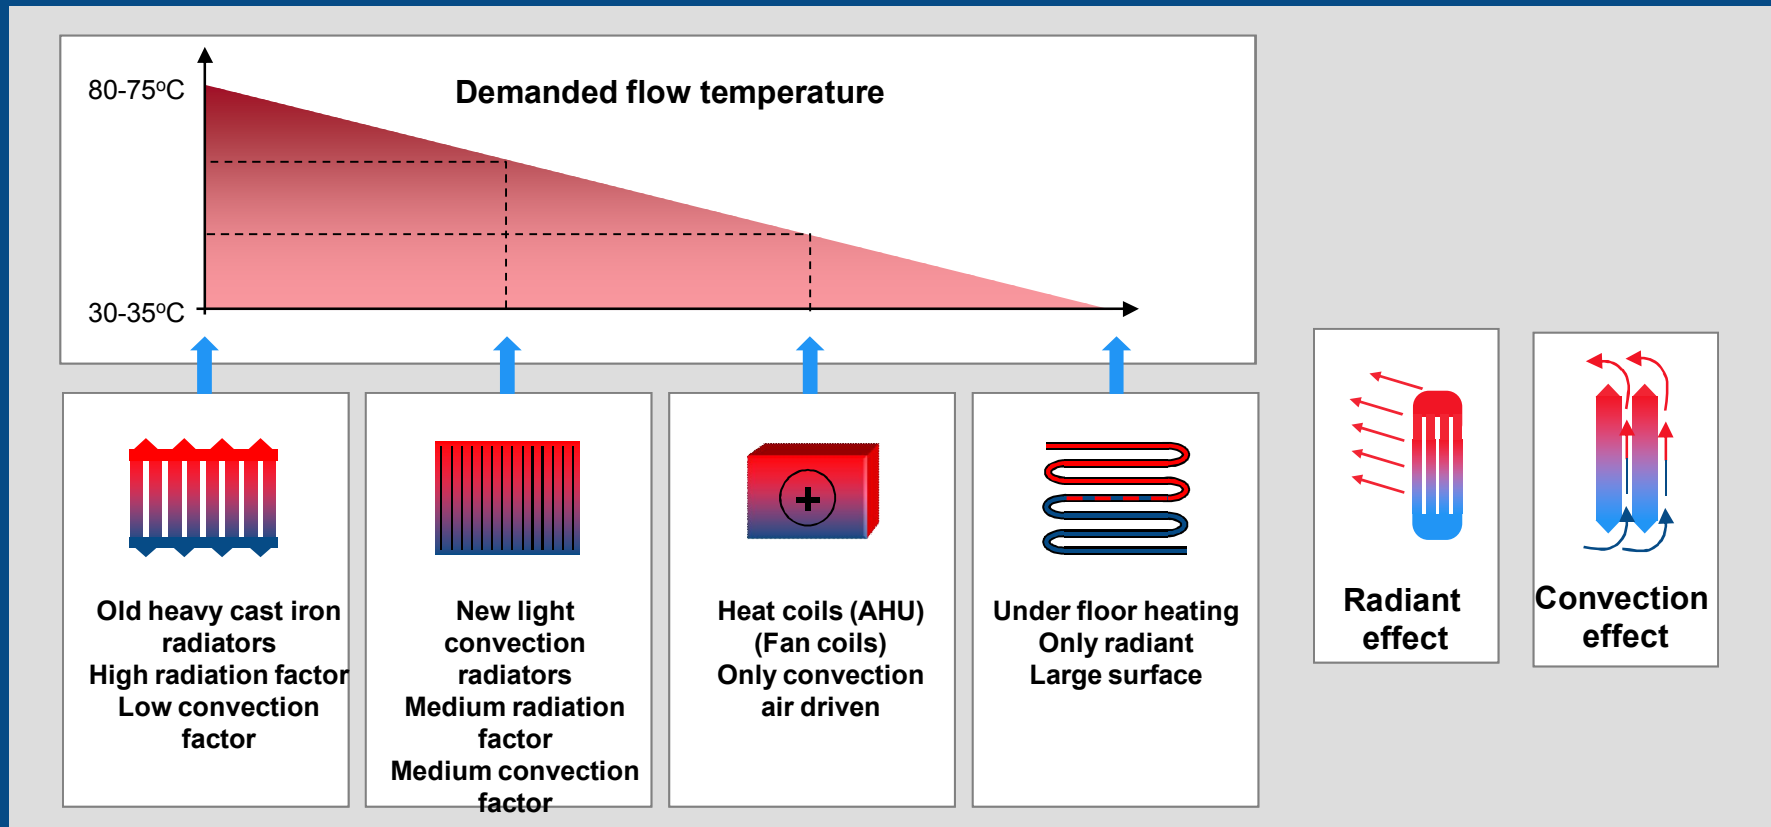 Demanded flow temperature
80-75°C
30-35°C
Old heavy cast iron
radiators
High radiation factor
Low convection
factor
New light
convection
radiators
Medium radiation
factor
Medium convection
factor
Heat coils (AHU)
(Fan coils)
Only convection
air driven
Under floor heating
Only radiant
Large surface
Radiant
effect
Convection
effect